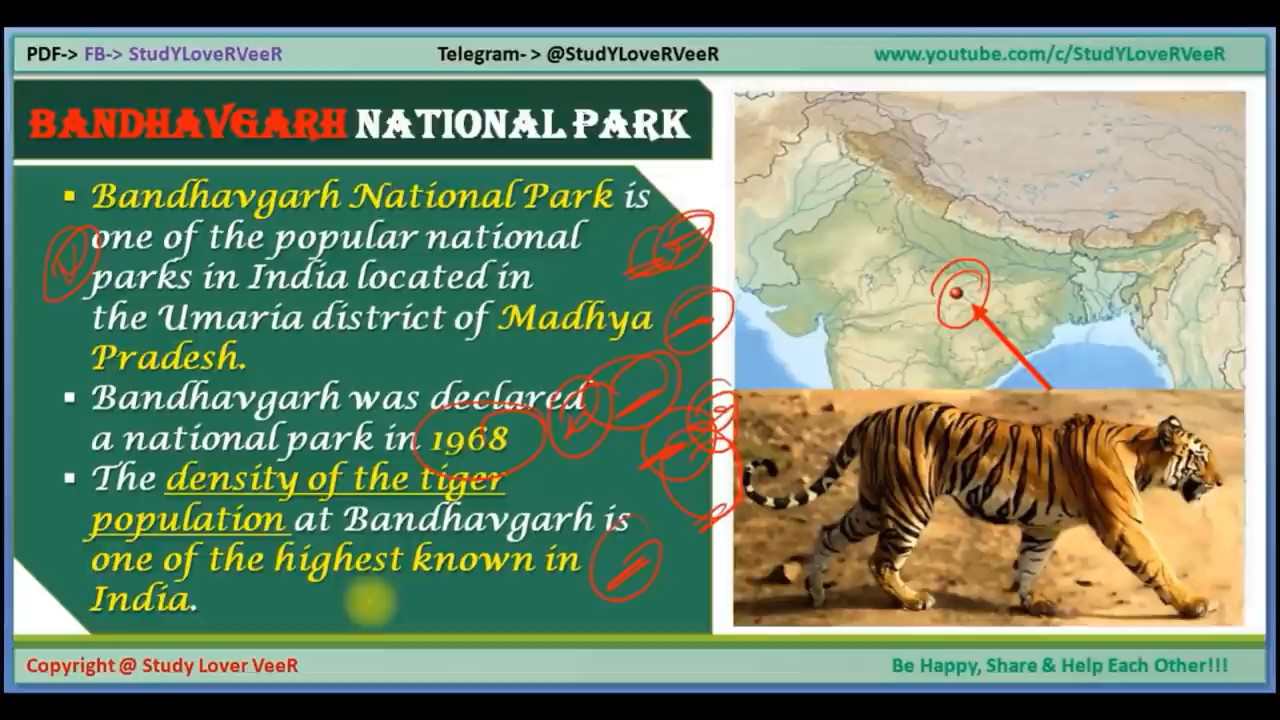 PDF-> FB-> StudYLoveRVeeR
Telegram- > @StudYLoveRVeeR
www.youtube.com/c/StudYLoveRVeeR
BANDHAVGARH NATIONAL PARK
▪ Bandhavgarh National Park is
one of the popular national
parks in India located in
the Umaria district of Madhya
Pradesh.
▪ Bandhavgarh was declared
a national park in 1968
▪ The density of the tiger
population at Bandhavgarh is
one of the highest known in
India.
Copyright @ Study Lover VeeR
Be Happy, Share & Help Each Other!!!